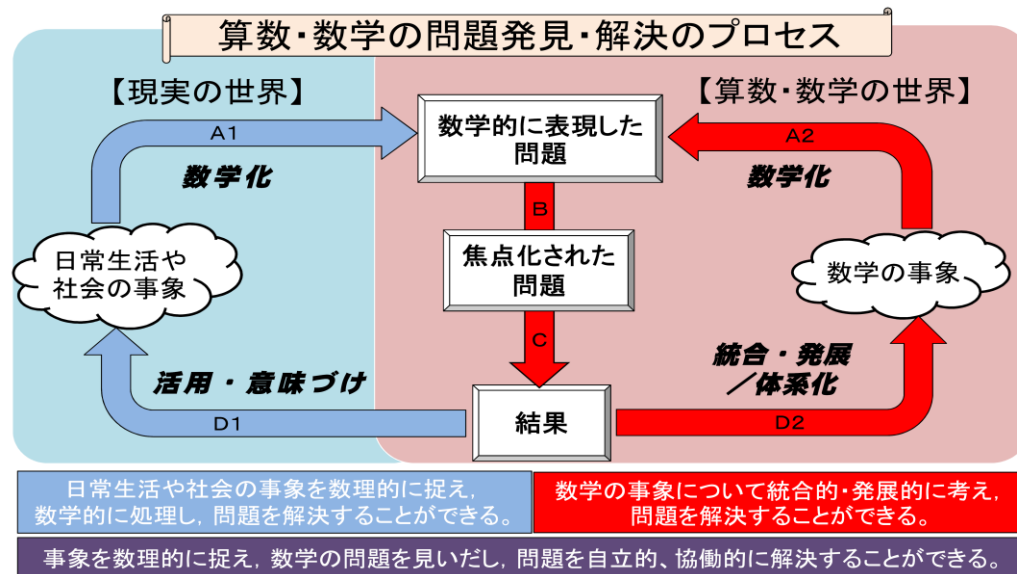 算数・数学の問題発見・解決のプロセス
【現実の世界】
【算数・数学の世界】
A1
数学化
数学的に表現した
問題
A2
数学化
B
日常生活や
社会の事象
焦点化された
問題
数学の事象
C
活用・意味づけ
D1
結果
統合・発展
／体系化
D2
日常生活や社会の事象を数理的に捉え，
数学的に処理し，問題を解決することができる。
数学の事象について統合的・発展的に考え，
問題を解決することができる。
事象を数理的に捉え，数学の問題を見いだし，問題を自立的、協働的に解決することができる。